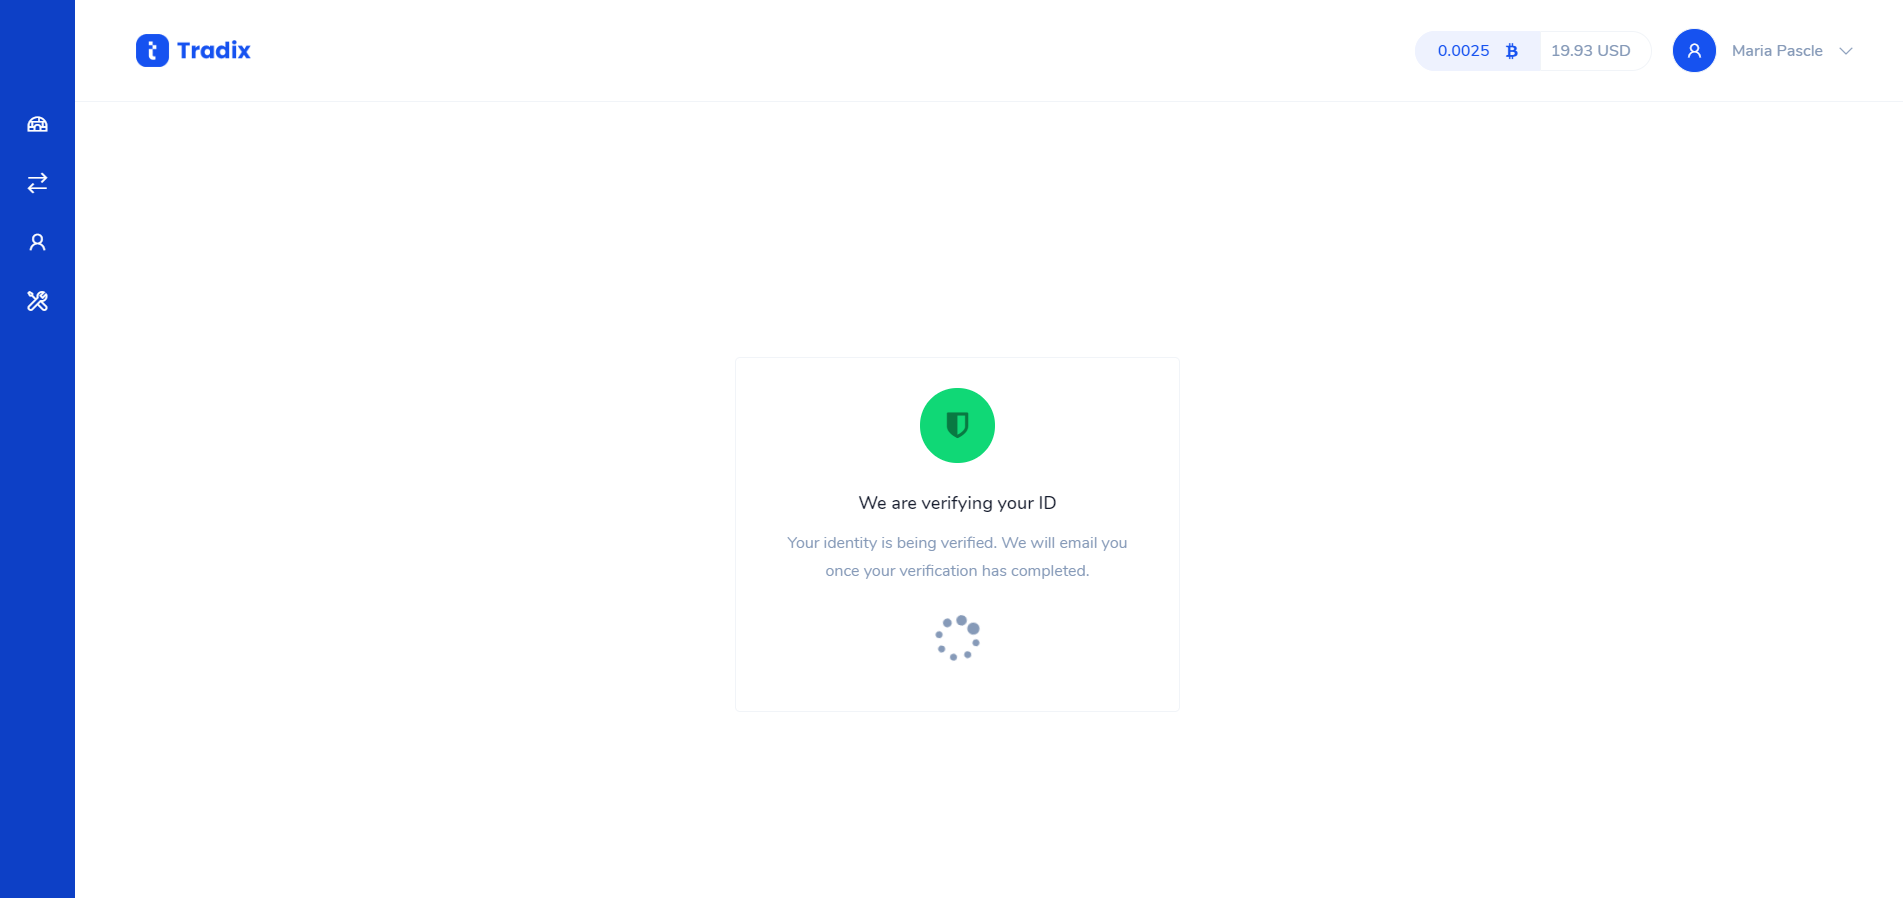 Tradix
0.0025
19.93 USD
Maria Pascle
We are verifying your ID
Your identity is being verified. We will email you
once your verification has completed.